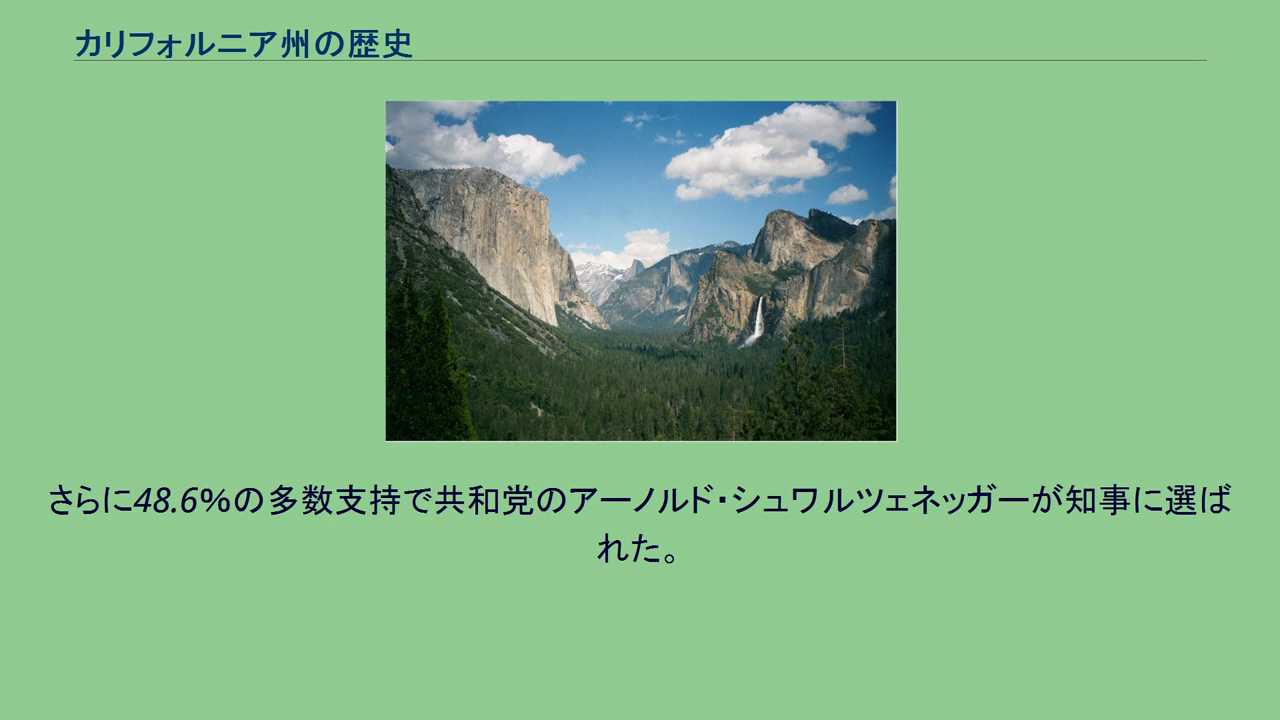 カリフォルニア州の歴史
さらに48.6%の多数支持で共和党のアーノルド・シュワルツェネッガーが知事に選ば
れた。